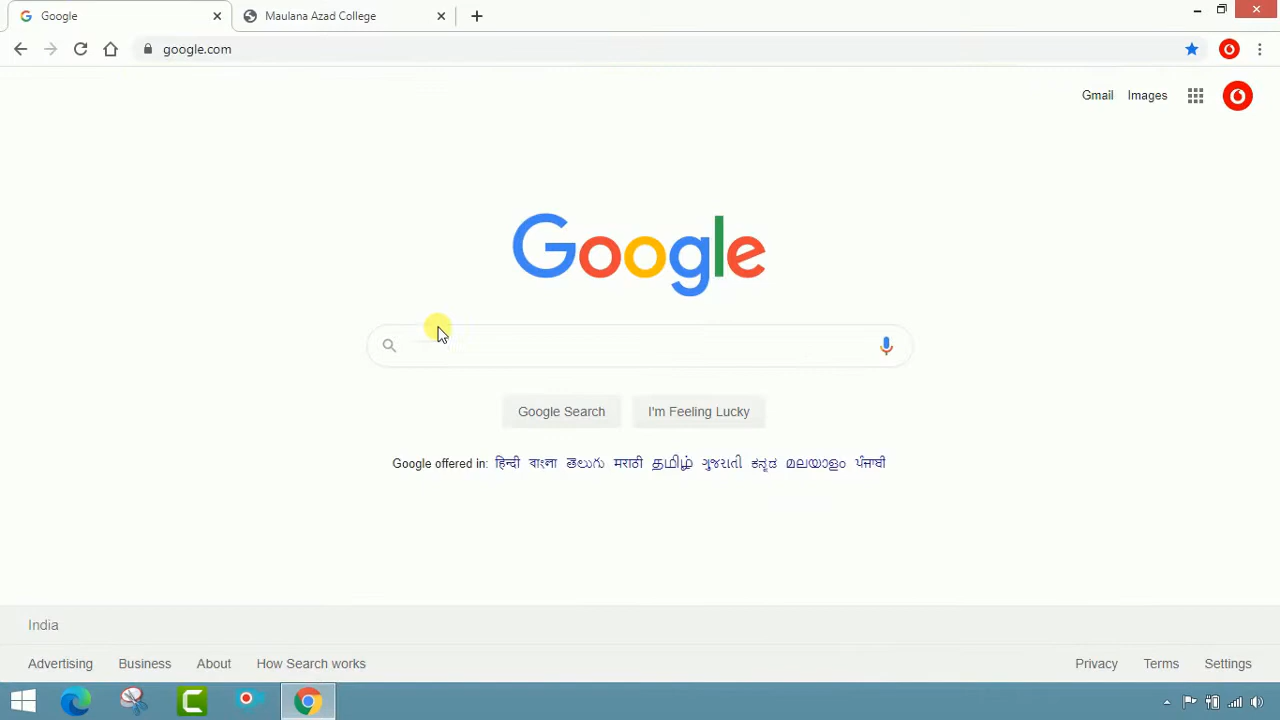 Google
Maulana Azad College
google.com
Gmail Images
Google
Google Search
I'm Feeling Lucky
Google offered in: हिन्दी বাংলা తెలుగు मराठी தமிழ் ગુજરાતી ಕನ್ನಡ മലയാളം ਪੰਜਾਬੀ
India
Advertising Business About How Search works
Privacy Terms Settings